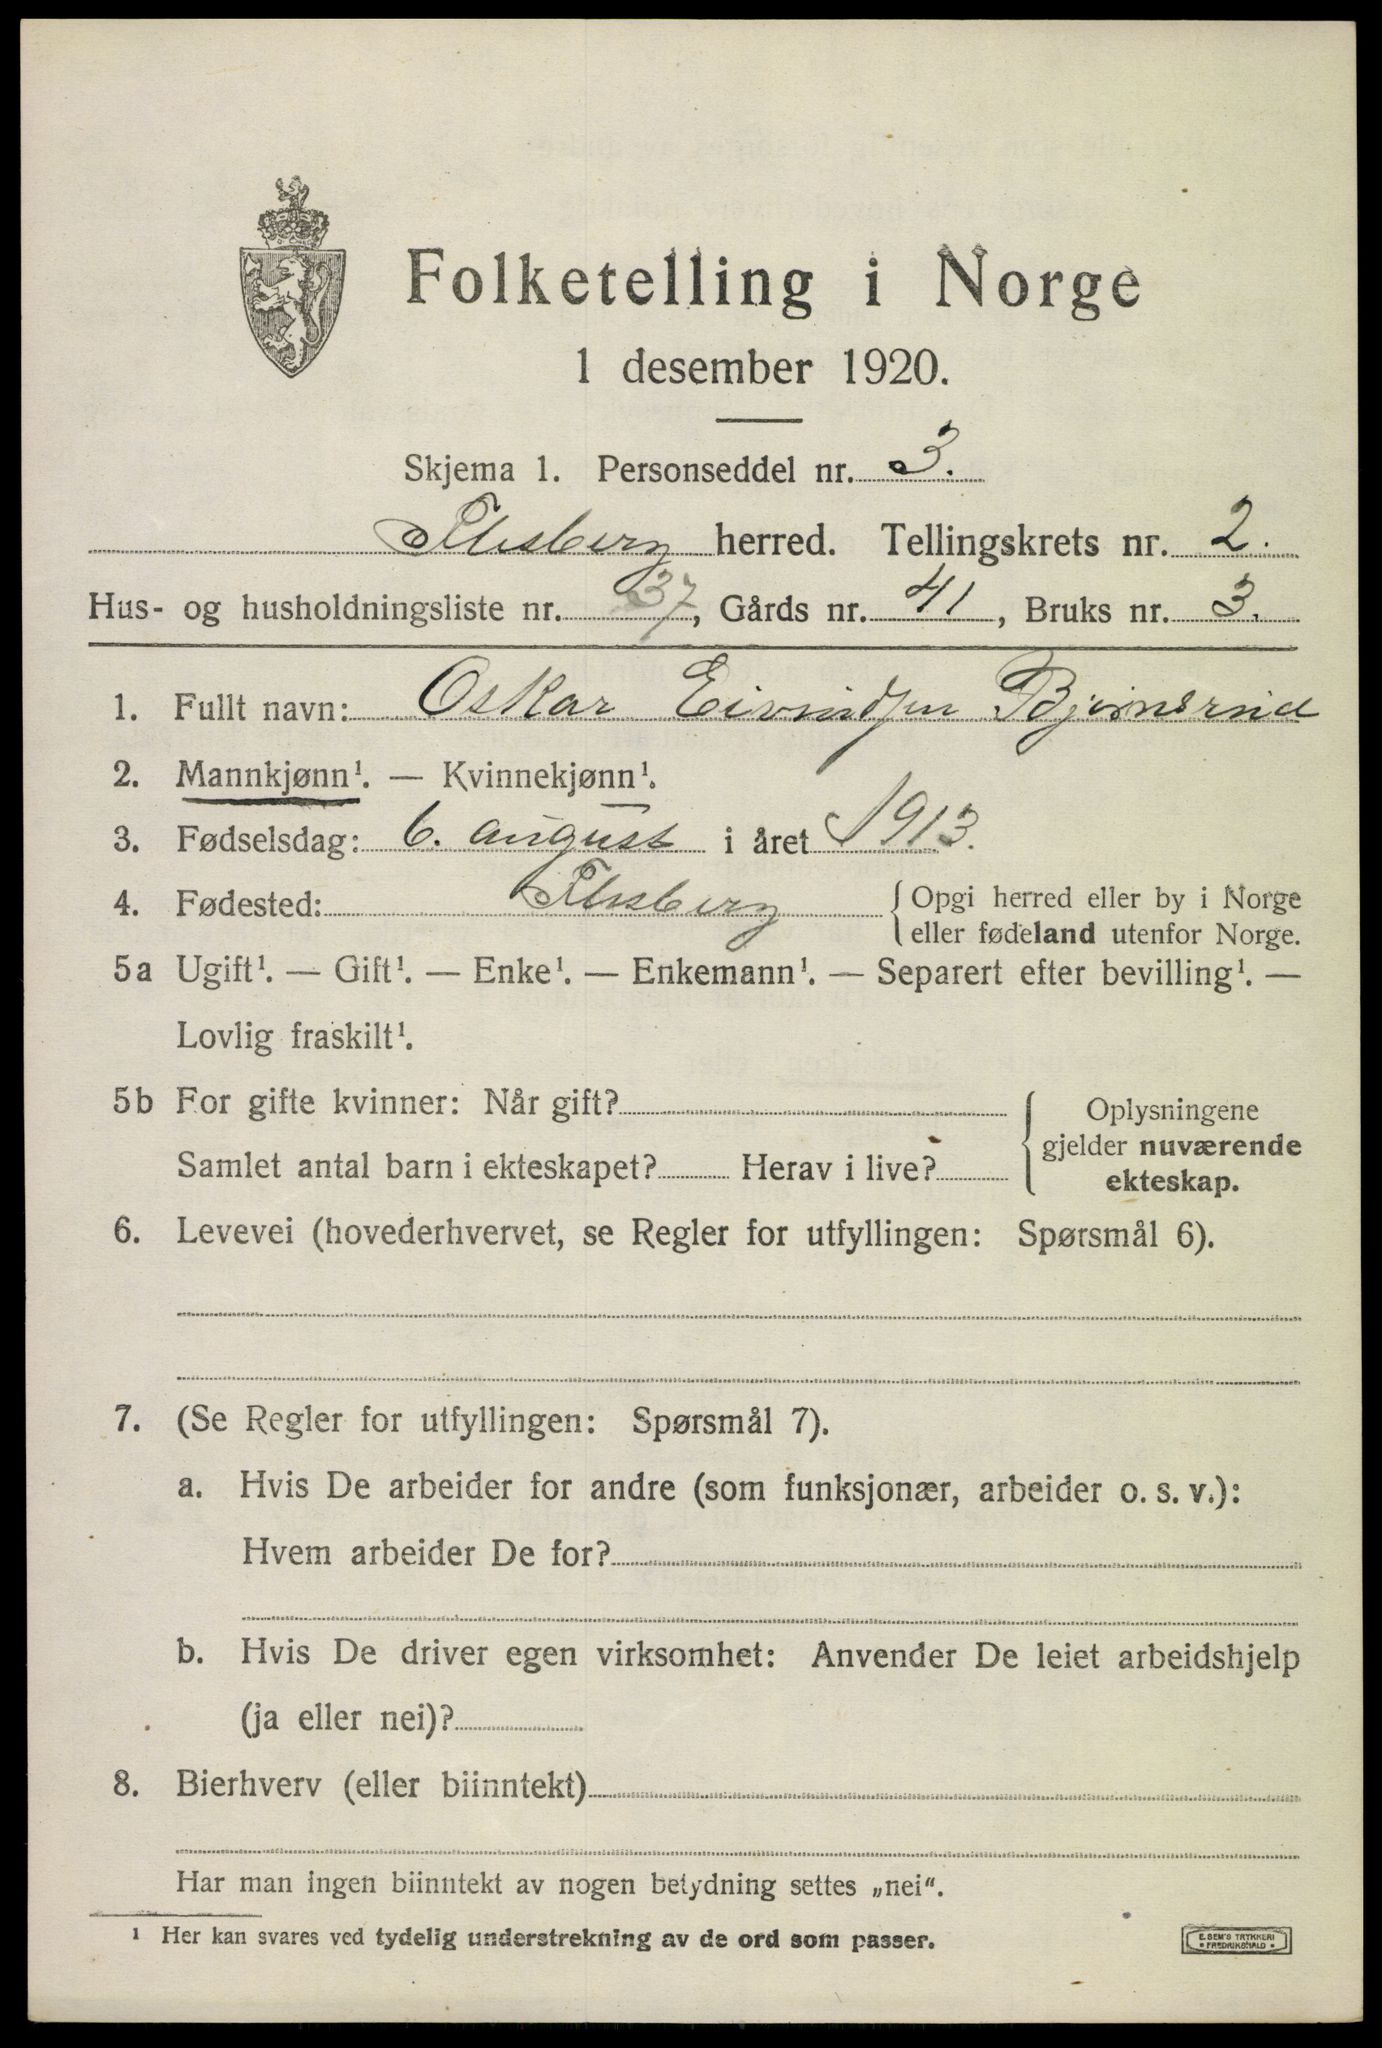 Folketelling i Norge
1 desember 1920.
Skjema 1. Personseddel nr. 3.
Flesberg herred. Tellingskrets nr. 2.
Hus- og husholdningsliste nr. 37, Gårds nr. 41, Bruks nr. 3.
1. Fullt navn: Oskar Eivindsen Bjørnerud
2. Mannkjønn¹. — Kvinnekjønn¹.
3. Fødselsdag: 6. august i året 1913.
4. Fødested: Flesberg { Opgi herred eller by i Norge
eller fødeland utenfor Norge.
5a Ugift¹. — Gift¹. — Enke¹. — Enkemann¹. — Separert efter bevilling¹. —
Lovlig fraskilt¹.
5b For gifte kvinner: Når gift?
Samlet antal barn i ekteskapet? Herav i live?
Oplysningene
gjelder nuværende
ekteskap.
6. Levevei (hovederhvervet, se Regler for utfyllingen: Spørsmål 6).
7. (Se Regler for utfyllingen: Spørsmål 7).
a. Hvis De arbeider for andre (som funksjonær, arbeider o. s. v.):
Hvem arbeider De for?
b. Hvis De driver egen virksomhet: Anvender De leiet arbeidshjelp
(ja eller nei)?
8. Bierhverv (eller biinntekt)
Har man ingen biinntekt av nogen betydning settes „nei“.
¹ Her kan svares ved tydelig understrekning av de ord som passer.
E. SEM'S TRYKKERI
• FREDRIKSHALD •